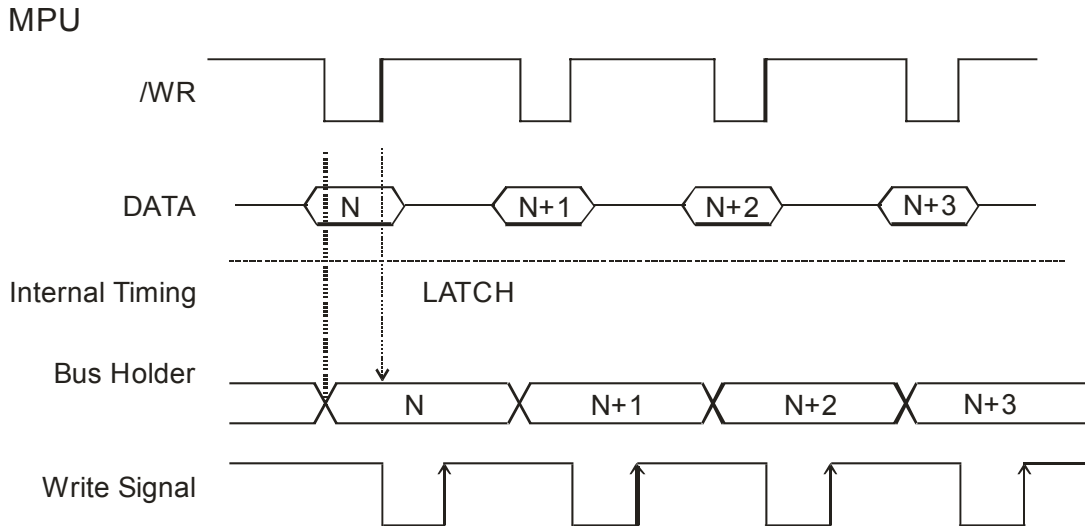 MPU
/WR
DATA N N+1 N+2 N+3
Internal Timing LATCH
Bus Holder N N+1 N+2 N+3
Write Signal